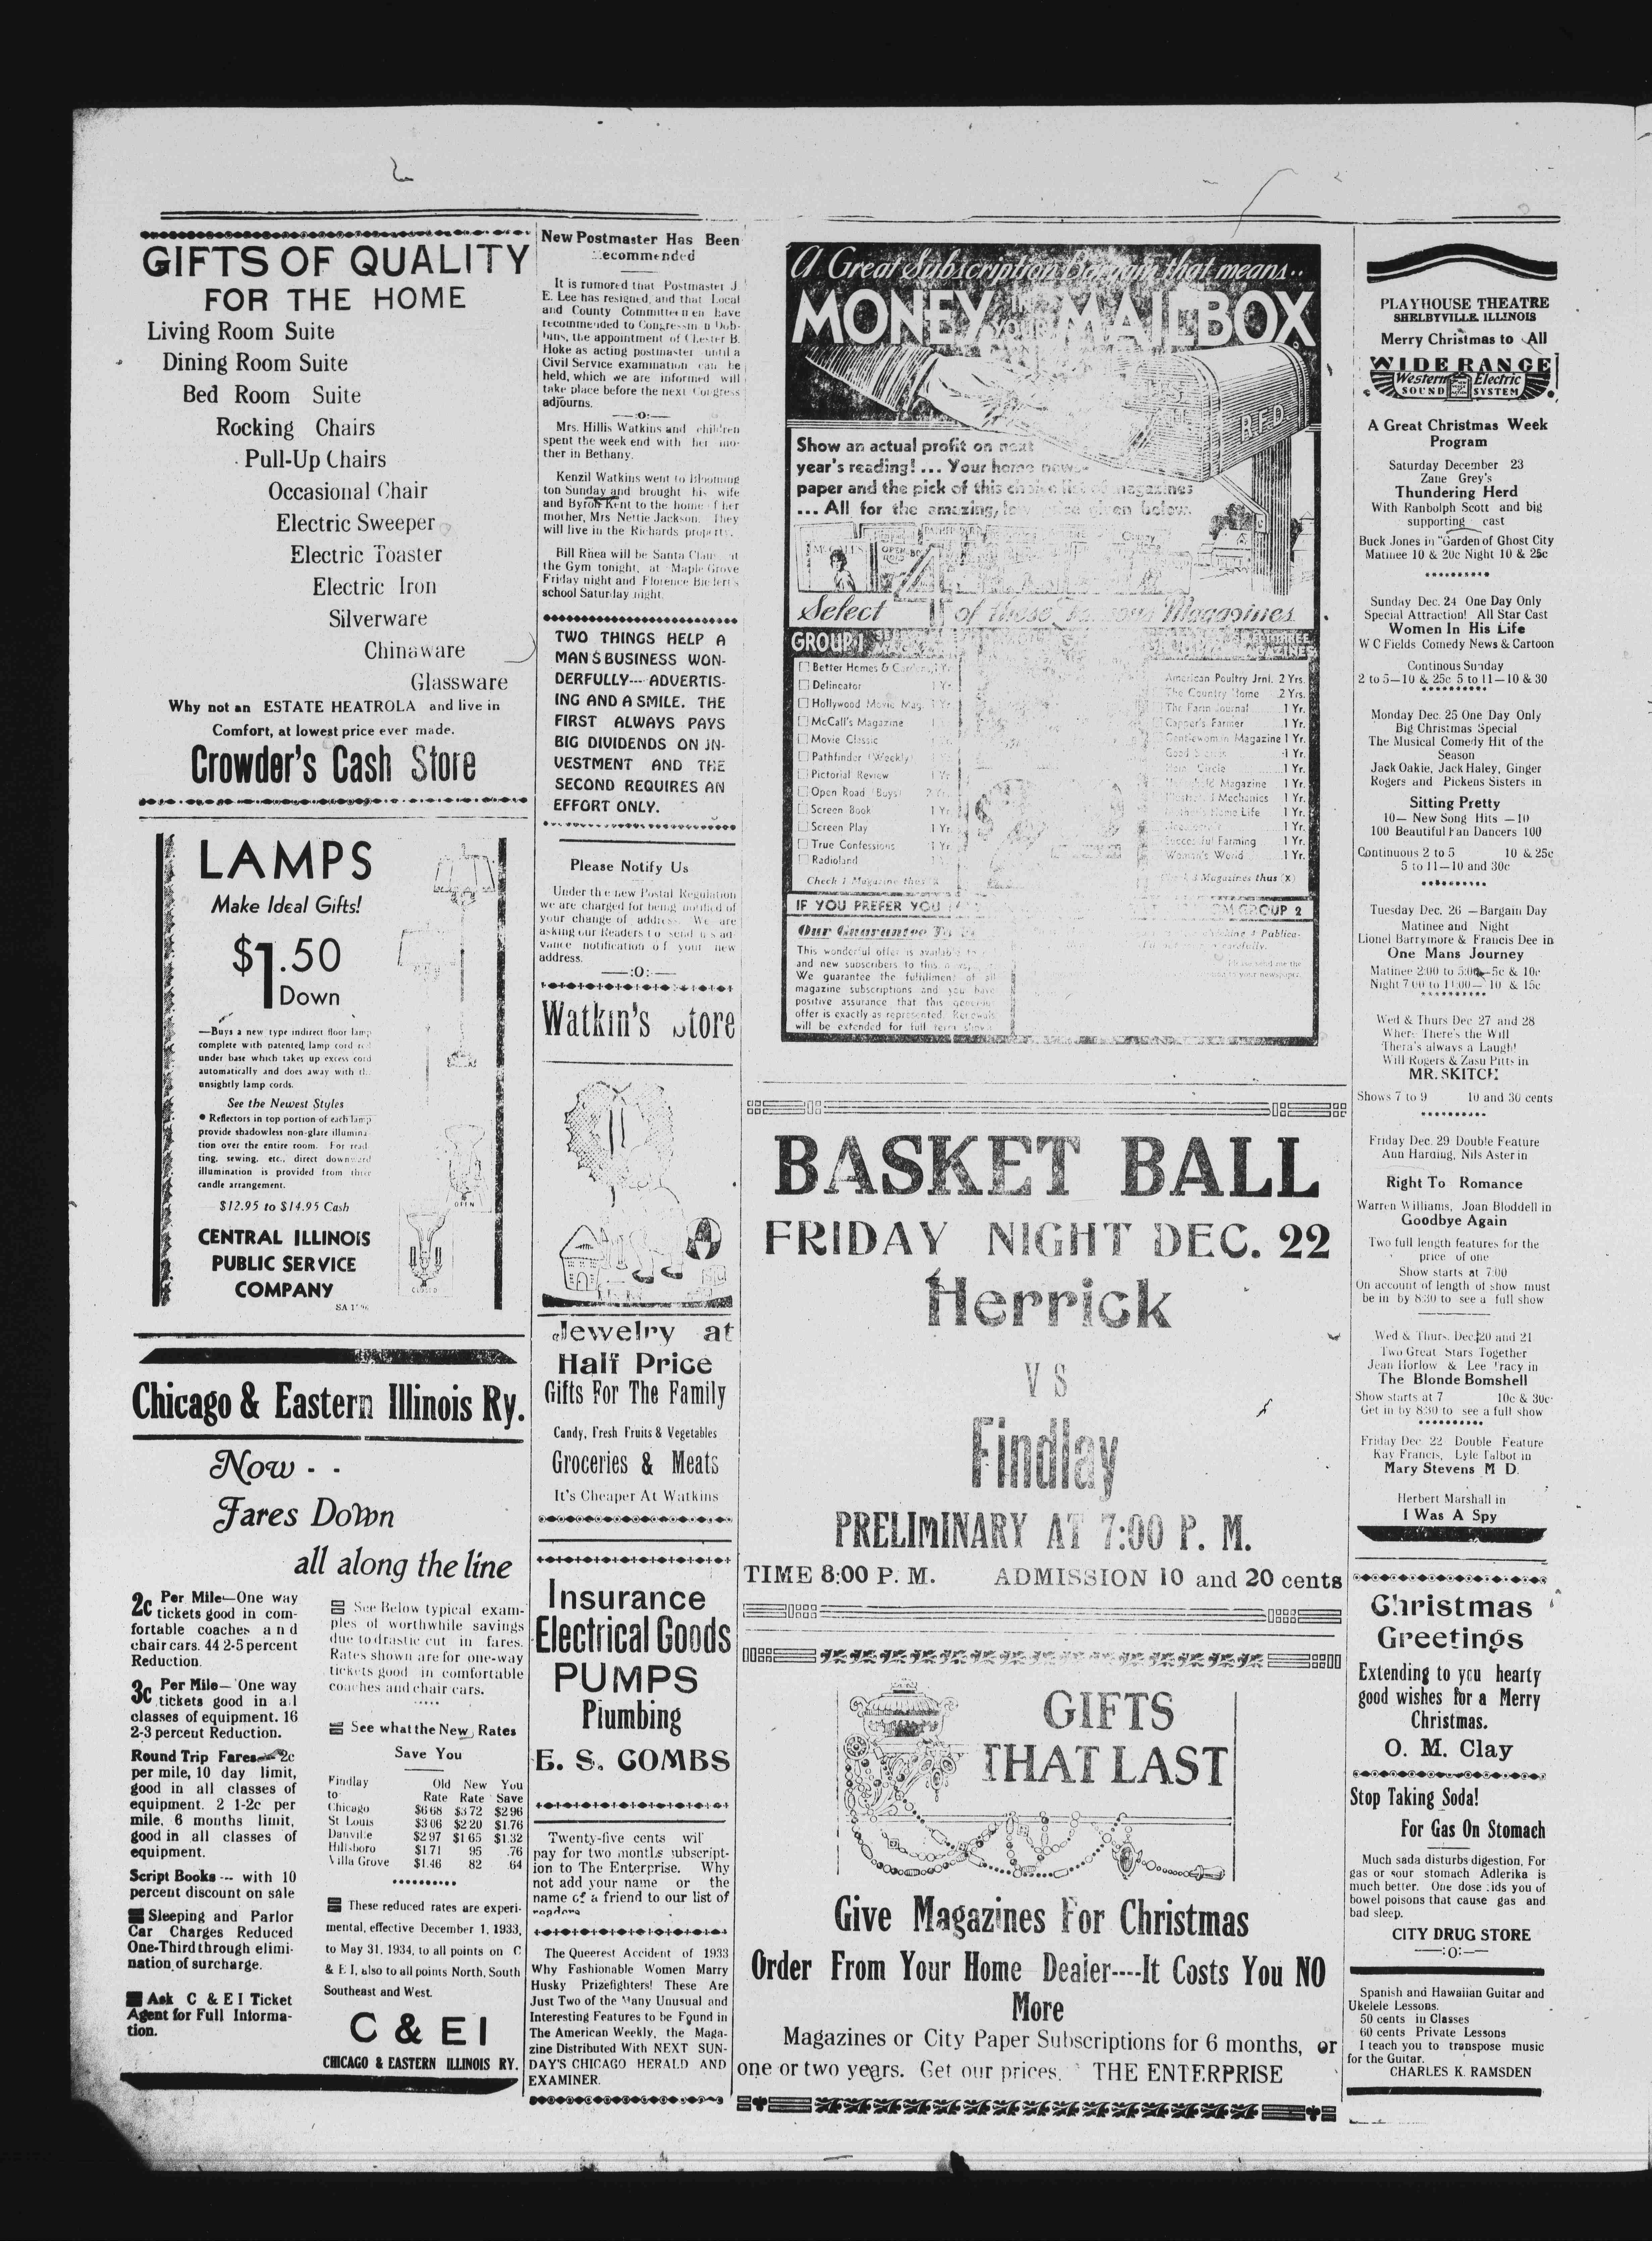 GIFTS OF QUALITY
FOR THE HOME
Living Room Suite
Dining Room Suite
Bed Room Suite
Rocking Chairs
Pull-Up Chairs
Occasional Chair
Electric Sweeper
Electric Toaster
Electric Iron
Silverware
Chinaware
Glassware
Why not an ESTATE HEATROLA and live in
Comfort, at lowest price ever made.
Crowder's Cash Store
LAMPS
Make Ideal Gifts!
$1.50
Down
—Buys a new type indirect floor lamp
complete with patented lamp cord
under base which takes up excess cord
automatically and does away with
unsightly lamp cords.
See the Newest Styles
• Reflectors in top portion of each lamp
provide shadowless non-glare illumina-
tion over the entire room. For read
ting, sewing, etc., direct downward
illumination is provided from three
candle arrangement.
$12.95 to $14.95 Cash
CENTRAL ILLINOIS
PUBLIC SERVICE
COMPANY
OPEN
CLOSED
Chicago & Eastern Illinois Ry.
Now - -
Fares Down
all along the line
2c Per Mile—One way
tickets good in com-
fortable coaches and
chair cars. 44 2-5 percent
Reduction.
3c Per Mile—One way
tickets good in all
classes of equipment. 16
2-3 percent Reduction.
Round Trip Fares—2c
per mile, 10 day limit,
good in all classes of
equipment. 2 1-2c per
mile, 6 months limit,
good in all classes of
equipment.
Script Books --- with 10
percent discount on sale
Sleeping and Parlor
Car Charges Reduced
One-Third through elimi-
nation of surcharge.
Ask C & E I Ticket
Agent for Full Informa-
tion.
See Below typical exam-
ples of worthwhile savings
due to drastic cut in fares.
Rates shown are for one-way
tickets good in comfortable
coaches and chair cars.
See what the New Rates
Save You
Findlay Old New You
to Rate Rate Save
Chicago $6 68 $3 72 $2 96
St Louis $3 06 $2 20 $1.76
Danville $2 97 $1 65 $1.32
Hillsboro $1 71 95 .76
Villa Grove $1.46 82 .64
These reduced rates are experi-
mental, effective December 1, 1933,
to May 31, 1934, to all points on C
& E I, also to all points North, South
Southeast and West.
C & E I
CHICAGO & EASTERN ILLINOIS RY.
New Postmaster Has Been
ecommended
It is rumored that Postmaster J
E. Lee has resigned, and that Local
and County Committeemen have
recommended to Congressman Dob-
bins, the appointment of Chester B.
Hoke as acting postmaster until a
Civil Service examination can be
held, which we are informed will
take place before the next Congress
adjourns.
—:o:—
Mrs. Hillis Watkins and children
spent the week end with her mo-
ther in Bethany.
Kenzil Watkins went to Blooming
ton Sunday and brought his wife
and Byron Kent to the home of her
mother, Mrs Nettie Jackson. They
will live in the Richards property.
Bill Rhea will be Santa Claus at
the Gym tonight, at Maple Grove
Friday night and Florence Biefert's
school Saturday night.
TWO THINGS HELP A
MANS BUSINESS WON-
DERFULLY--- ADVERTIS-
ING AND A SMILE. THE
FIRST ALWAYS PAYS
BIG DIVIDENDS ON IN-
VESTMENT AND THE
SECOND REQUIRES AN
EFFORT ONLY.
Please Notify Us
Under the new Postal Regulation
we are charged for being notified of
your change of address. We are
asking our Readers to send us ad
vance notification of your new
address.
—:O:—
Watkin's Store
Jewelry at
Half Price
Gifts For The Family
Candy, Fresh Fruits & Vegetables
Groceries & Meats
It's Cheaper At Watkins
Insurance
Electrical Goods
PUMPS
Plumbing
E. S. COMBS
Twenty-five cents wil
pay for two months subscript-
ion to The Enterprise. Why
not add your name or the
name of a friend to our list of
readers
The Queerest Accident of 1933
Why Fashionable Women Marry
Husky Prizefighters! These Are
Just Two of the Many Unusual and
Interesting Features to be Found in
The American Weekly, the Maga-
zine Distributed With NEXT SUN-
DAY'S CHICAGO HERALD AND
EXAMINER.
A Great Subscription Bargain that means..
MONEY IN YOUR MAILBOX
R.F.D.
Show an actual profit on next
year's reading! ... Your home news-
paper and the pick of this choice list of magazines
... All for the amazing, low price given below.
Select 4 of these Famous Magazines
GROUP 1
Better Homes & Gardens 1 Yr
Delineator 1 Yr
Hollywood Movie Mag. 1 Yr
McCall's Magazine 1
Movie Classic
Pathfinder (Weekly)
Pictorial Review 1 Yr
Open Road (Boys) 2 Yr
Screen Book 1 Yr
Screen Play 1 Yr.
True Confessions 1 Yr
Radioland
Check 1 Magazine thus
American Poultry Jrnl. 2 Yrs.
The Country Home 2 Yrs.
The Farm Journal 1 Yr.
Capper's Farmer 1 Yr.
Gentlewoman Magazine 1 Yr.
Good Stories 1 Yr.
Home Circle 1 Yr.
Magazine 1 Yr.
Mechanics 1 Yr.
Home Life 1 Yr.
1 Yr.
Successful Farming 1 Yr.
Woman's World 1 Yr.
Check 3 Magazines thus (x)
IF YOU PREFER YOU
GROUP 2
Our Guarantee To
This wonderful offer is available to
and new subscribers to this
We guarantee the fulfillment of all
magazine subscriptions and you have
positive assurance that this generous
offer is exactly as represented. Renewals
will be extended for full term shown
Publica-
carefully.
Please send me the
to your newspaper.
BASKET BALL
FRIDAY NIGHT DEC. 22
Herrick
VS
Findlay
PRELIMINARY AT 7:00 P. M.
TIME 8:00 P. M. ADMISSION 10 and 20 cents
GIFTS
THAT LAST
Give Magazines For Christmas
Order From Your Home Dealer----It Costs You NO
More
Magazines or City Paper Subscriptions for 6 months, or
one or two years. Get our prices. THE ENTERPRISE
PLAYHOUSE THEATRE
SHELBYVILLE, ILLINOIS
Merry Christmas to All
WIDE RANGE
Western Electric
SOUND SYSTEM
A Great Christmas Week
Program
Saturday December 23
Zane Grey's
Thundering Herd
With Ranbolph Scott and big
supporting cast
Buck Jones in "Garden of Ghost City
Matinee 10 & 20c Night 10 & 25c
Sunday Dec. 24 One Day Only
Special Attraction! All Star Cast
Women In His Life
W C Fields Comedy News & Cartoon
Continous Sunday
2 to 5—10 & 25c 5 to 11—10 & 30
Monday Dec. 25 One Day Only
Big Christmas Special
The Musical Comedy Hit of the
Season
Jack Oakie, Jack Haley, Ginger
Rogers and Pickens Sisters in
Sitting Pretty
10— New Song Hits —10
100 Beautiful Fan Dancers 100
Continuous 2 to 5 10 & 25c
5 to 11—10 and 30c
Tuesday Dec. 26 —Bargain Day
Matinee and Night
Lionel Barrymore & Francis Dee in
One Mans Journey
Matinee 2:00 to 5:00—5c & 10c
Night 7 00 to 11:00— 10 & 15c
Wed & Thurs Dec 27 and 28
Where There's the Will
Thera's always a Laugh!
Will Rogers & Zasu Pitts in
MR. SKITCH
Shows 7 to 9 10 and 30 cents
Friday Dec. 29 Double Feature
Ann Harding, Nils Aster in
Right To Romance
Warren Williams, Joan Bloddell in
Goodbye Again
Two full length features for the
price of one
Show starts at 7:00
On account of length of show must
be in by 8:30 to see a full show
Wed & Thurs. Dec. 20 and 21
Two Great Stars Together
Jean Horlow & Lee Tracy in
The Blonde Bomshell
Show starts at 7 10c & 30c
Get in by 8:30 to see a full show
Friday Dec 22 Double Feature
Kay Francis, Lyle Talbot in
Mary Stevens M D.
Herbert Marshall in
I Was A Spy
Christmas
Greetings
Extending to you hearty
good wishes for a Merry
Christmas.
O. M. Clay
Stop Taking Soda!
For Gas On Stomach
Much sada disturbs digestion, For
gas or sour stomach Adlerika is
much better. One dose rids you of
bowel poisons that cause gas and
bad sleep.
CITY DRUG STORE
—:O:—
Spanish and Hawaiian Guitar and
Ukelele Lessons.
50 cents in Classes
60 cents Private Lessons
I teach you to transpose music
for the Guitar.
CHARLES K. RAMSDEN